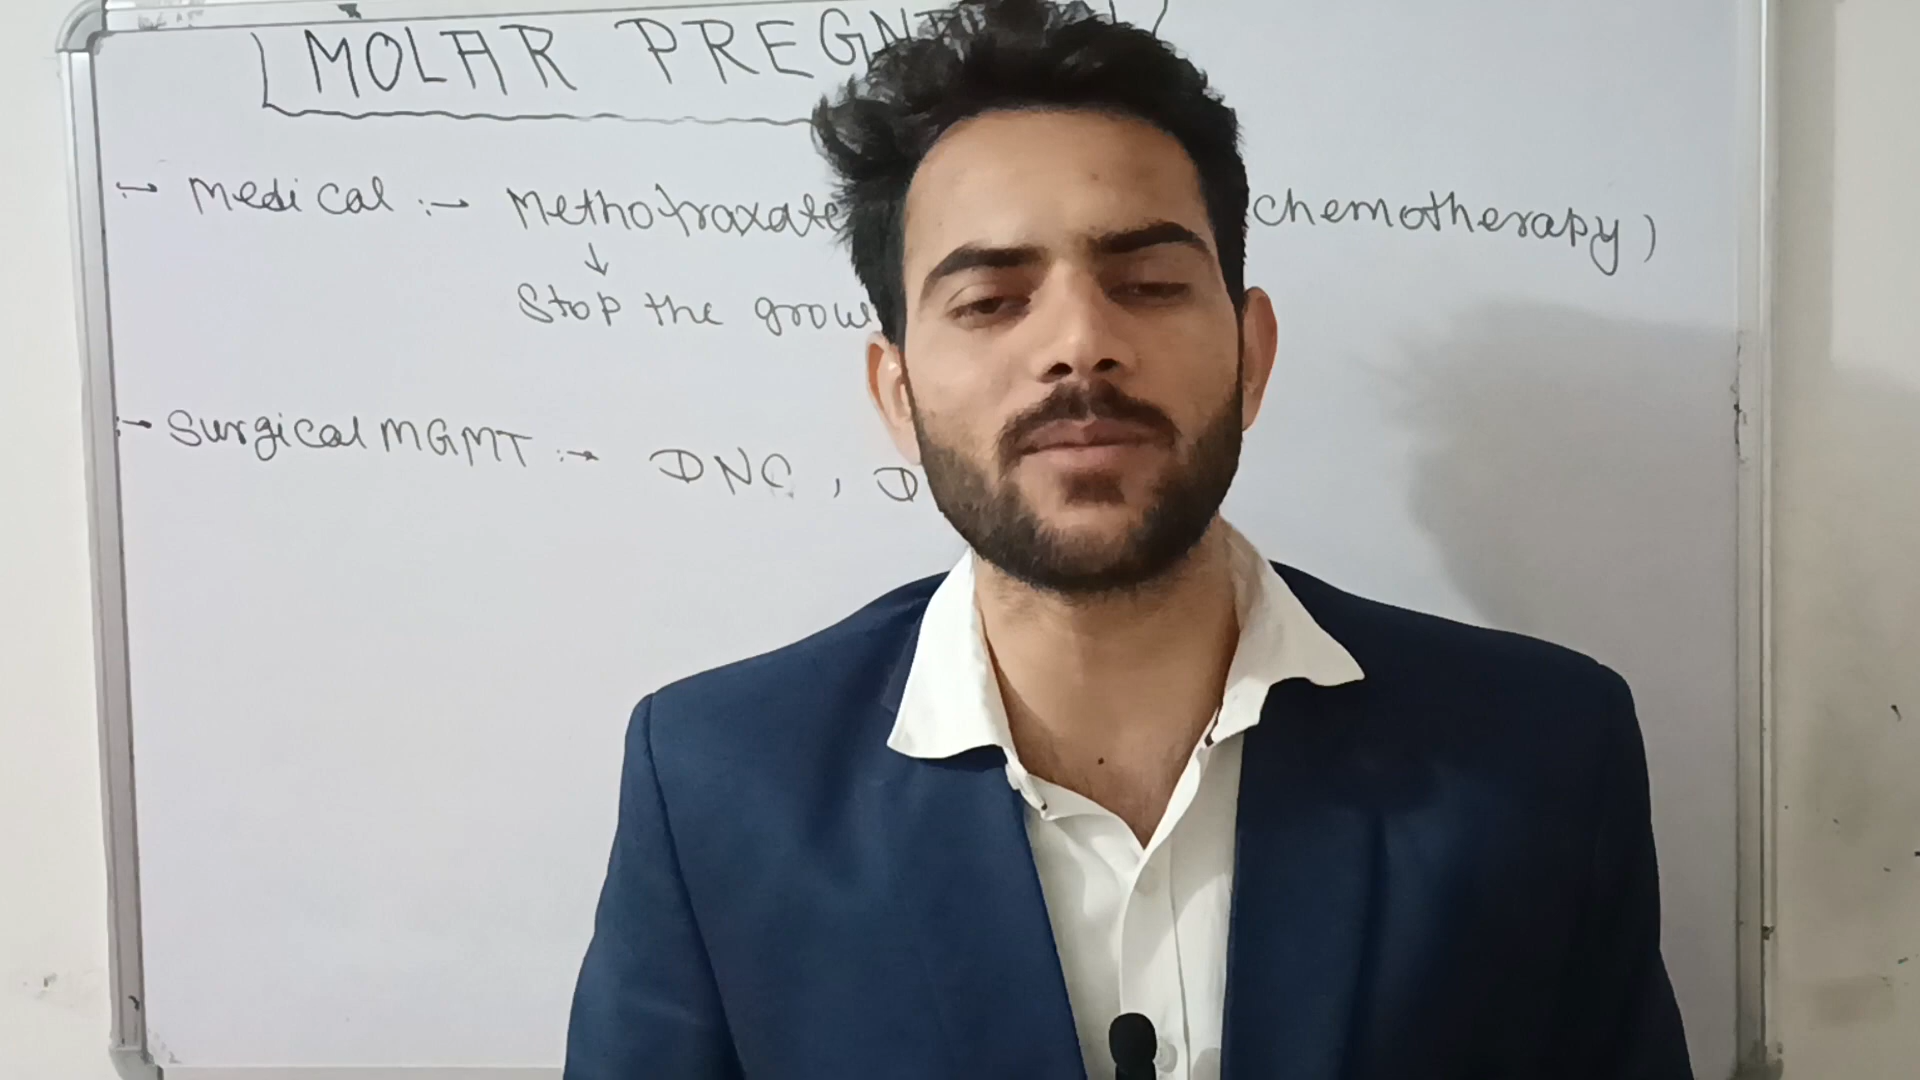 MOLAR PREGN
:→ Medical :→ Methotraxate chemotherapy)
↓
Stop the grow
:→ Surgical MGMT :→ DNC, D